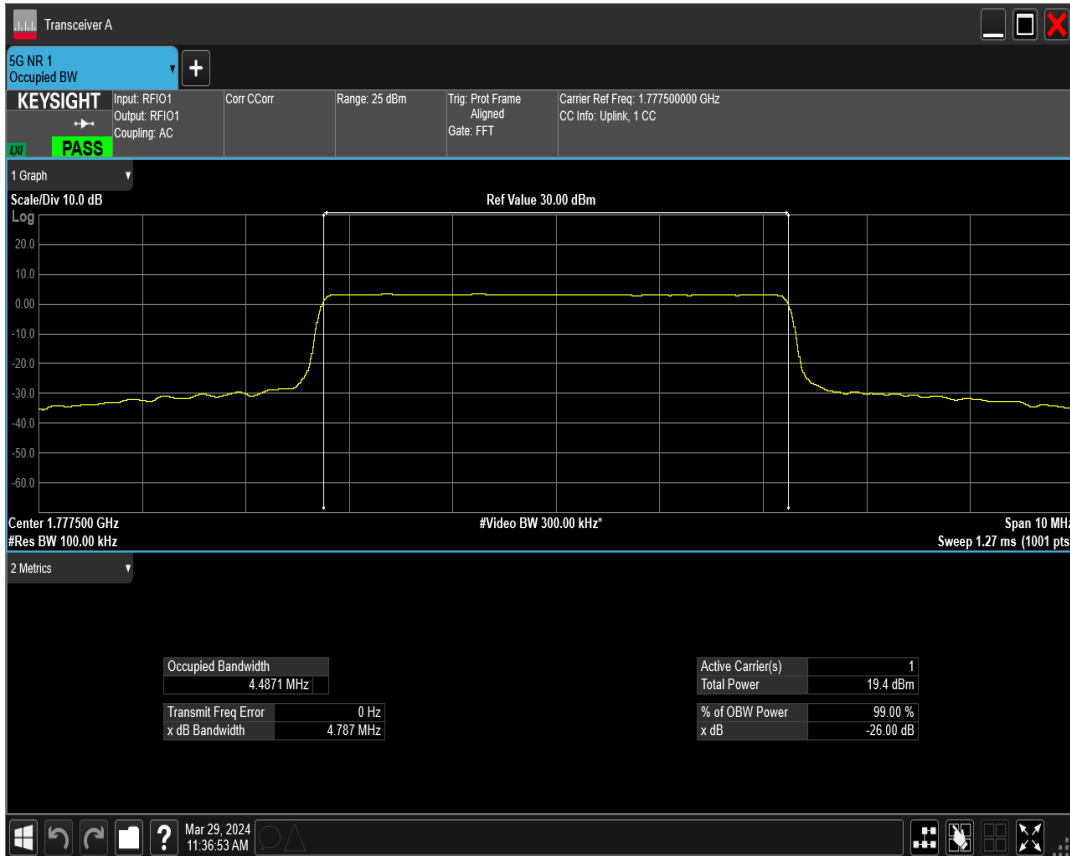 Transceiver A
5G NR 1
Occupied BW
+
KEYSIGHT
LXI
PASS
Input: RFIO1
Output: RFIO1
Coupling: AC
Corr CCorr
Range: 25 dBm
Trig: Prot Frame
Aligned
Gate: FFT
Carrier Ref Freq: 1.777500000 GHz
CC Info: Uplink, 1 CC
1 Graph
Scale/Div 10.0 dB
Ref Value 30.00 dBm
Log
20.0
10.0
0.00
-10.0
-20.0
-30.0
-40.0
-50.0
-60.0
Center 1.777500 GHz
#Video BW 300.00 kHz*
Span 10 MHz
#Res BW 100.00 kHz
Sweep 1.27 ms (1001 pts
2 Metrics
Occupied Bandwidth
4.4871 MHz
Transmit Freq Error 0 Hz
x dB Bandwidth 4.787 MHz
Active Carrier(s) 1
Total Power 19.4 dBm
% of OBW Power 99.00 %
x dB -26.00 dB
?
Mar 29, 2024
11:36:53 AM